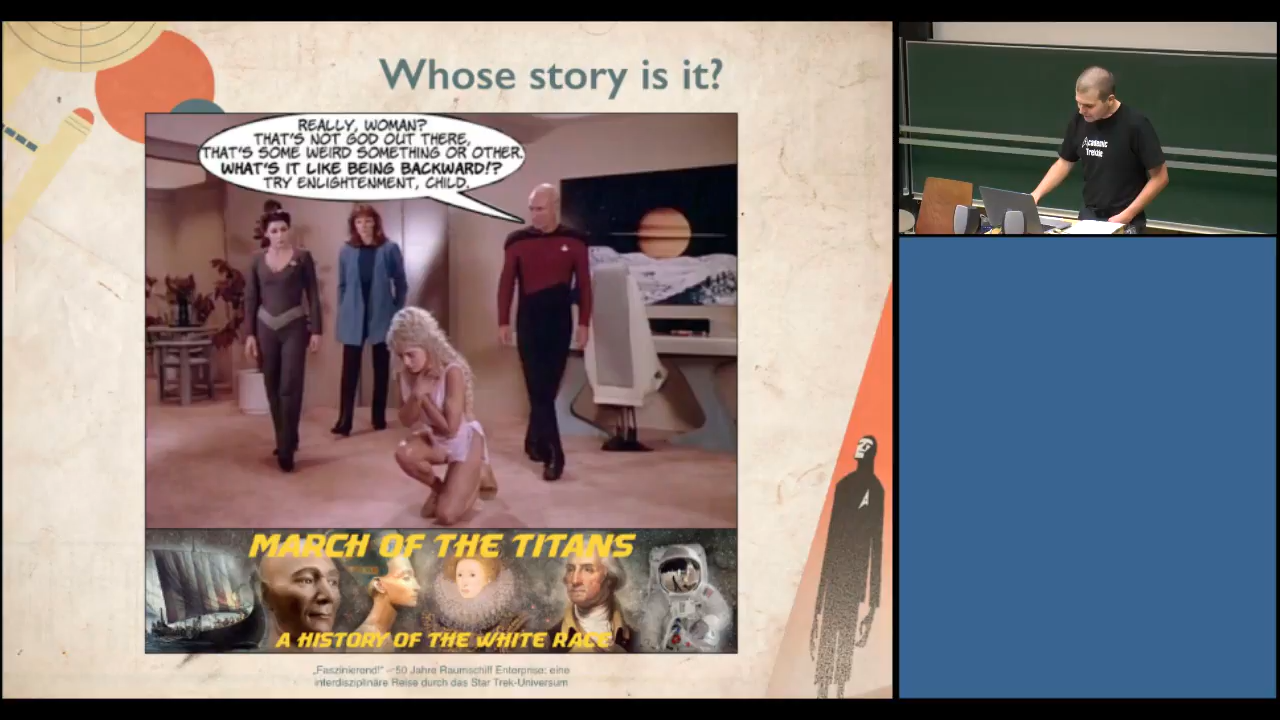 Whose story is it?
REALLY, WOMAN?
THAT'S NOT GOD OUT THERE,
THAT'S SOME WEIRD SOMETHING OR OTHER.
WHAT'S IT LIKE BEING BACKWARD!?
TRY ENLIGHTENMENT, CHILD.
MARCH OF THE TITANS
A HISTORY OF THE WHITE RACE
„Faszinierend!“ – 50 Jahre Raumschiff Enterprise: eine
interdisziplinäre Reise durch das Star Trek-Universum
Academic
Trekkie